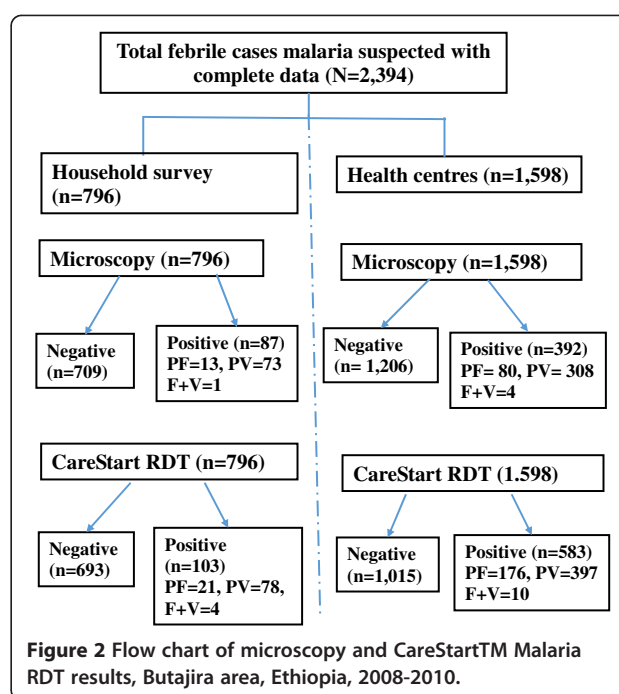 Total febrile cases malaria suspected with
complete data (N=2,394)
Household survey
(n=796)
Health centres (n=1,598)
Microscopy (n=796)
Microscopy (n=1,598)
Negative
(n=709)
Positive (n=87)
PF=13, PV=73
F+V=1
Negative
(n= 1,206)
Positive (n=392)
PF= 80, PV= 308
F+V=4
CareStart RDT (n=796)
CareStart RDT (1.598)
Negative
(n=693)
Positive
(n=103)
PF=21, PV=78,
F+V=4
Negative
(n=1,015)
Positive (n=583)
PF=176, PV=397
F+V=10
Figure 2 Flow chart of microscopy and CareStartTM Malaria
RDT results, Butajira area, Ethiopia, 2008-2010.